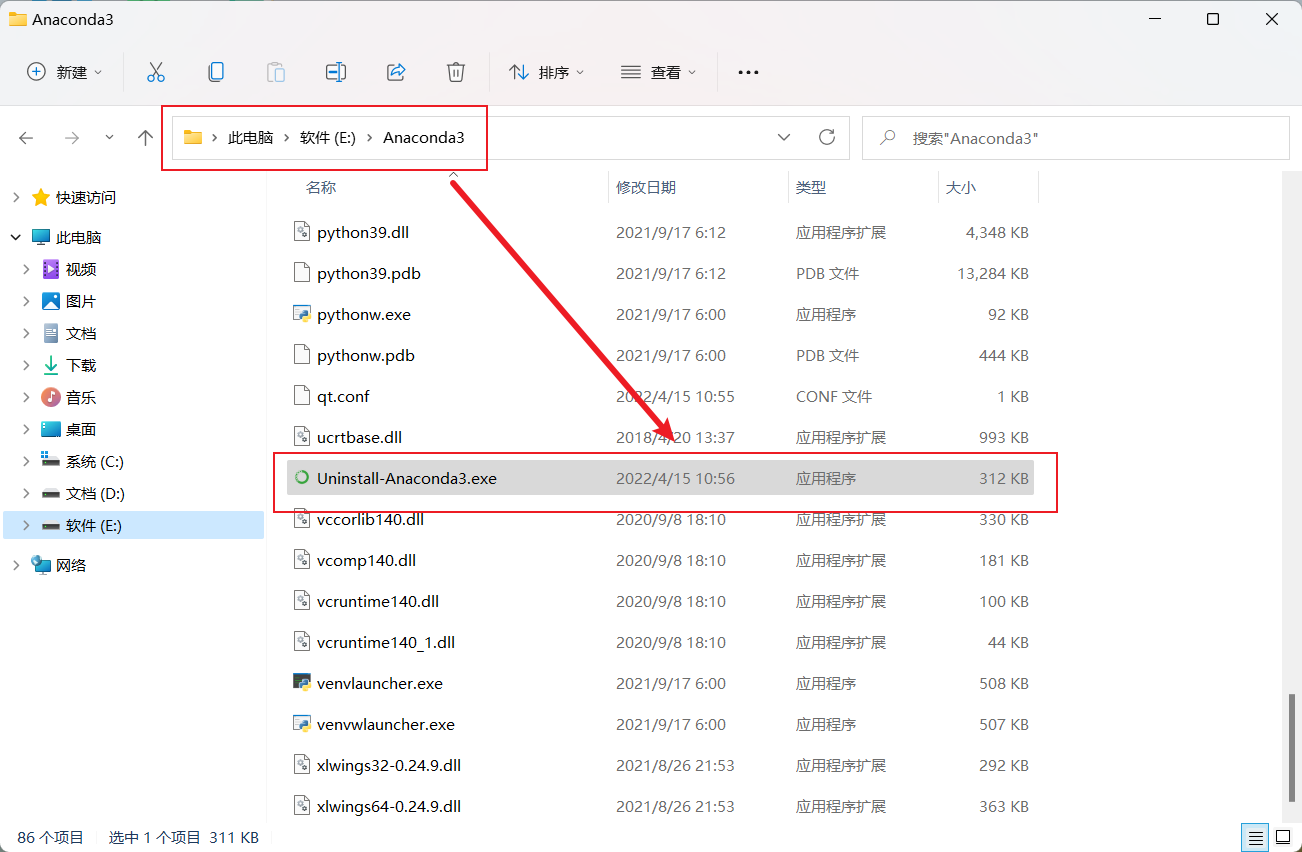 Anaconda3
新建 排序 查看
此电脑 软件 (E:) Anaconda3 搜索"Anaconda3"
名称 修改日期 类型 大小
快速访问
此电脑
视频
图片
文档
下载
音乐
桌面
系统 (C:)
文档 (D:)
软件 (E:)
网络
python39.dll 2021/9/17 6:12 应用程序扩展 4,348 KB
python39.pdb 2021/9/17 6:12 PDB 文件 13,284 KB
pythonw.exe 2021/9/17 6:00 应用程序 92 KB
pythonw.pdb 2021/9/17 6:00 PDB 文件 444 KB
qt.conf 2022/4/15 10:55 CONF 文件 1 KB
ucrtbase.dll 2018/4/20 13:37 应用程序扩展 993 KB
Uninstall-Anaconda3.exe 2022/4/15 10:56 应用程序 312 KB
vccorlib140.dll 2020/9/8 18:10 应用程序扩展 330 KB
vcomp140.dll 2020/9/8 18:10 应用程序扩展 181 KB
vcruntime140.dll 2020/9/8 18:10 应用程序扩展 100 KB
vcruntime140_1.dll 2020/9/8 18:10 应用程序扩展 44 KB
venvlauncher.exe 2021/9/17 6:00 应用程序 508 KB
venvwlauncher.exe 2021/9/17 6:00 应用程序 507 KB
xlwings32-0.24.9.dll 2021/8/26 21:53 应用程序扩展 292 KB
xlwings64-0.24.9.dll 2021/8/26 21:53 应用程序扩展 363 KB
86 个项目 选中 1 个项目 311 KB